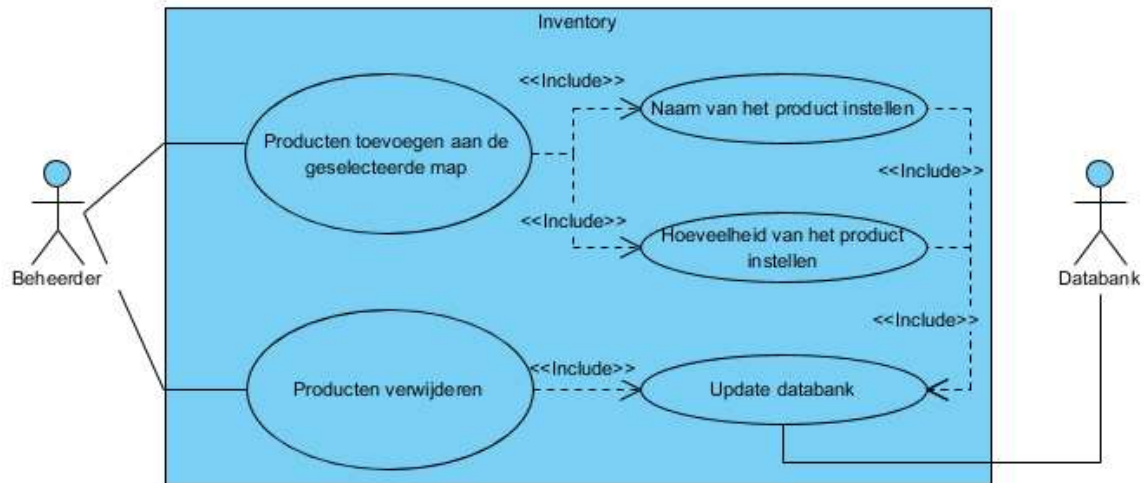 Inventory
<<Include>>
Naam van het product instellen
Producten toevoegen aan de
geselecteerde map
<<Include>>
<<Include>>
Hoeveelheid van het product
instellen
Beheerder
Databank
<<Include>>
<<Include>>
Producten verwijderen
Update databank